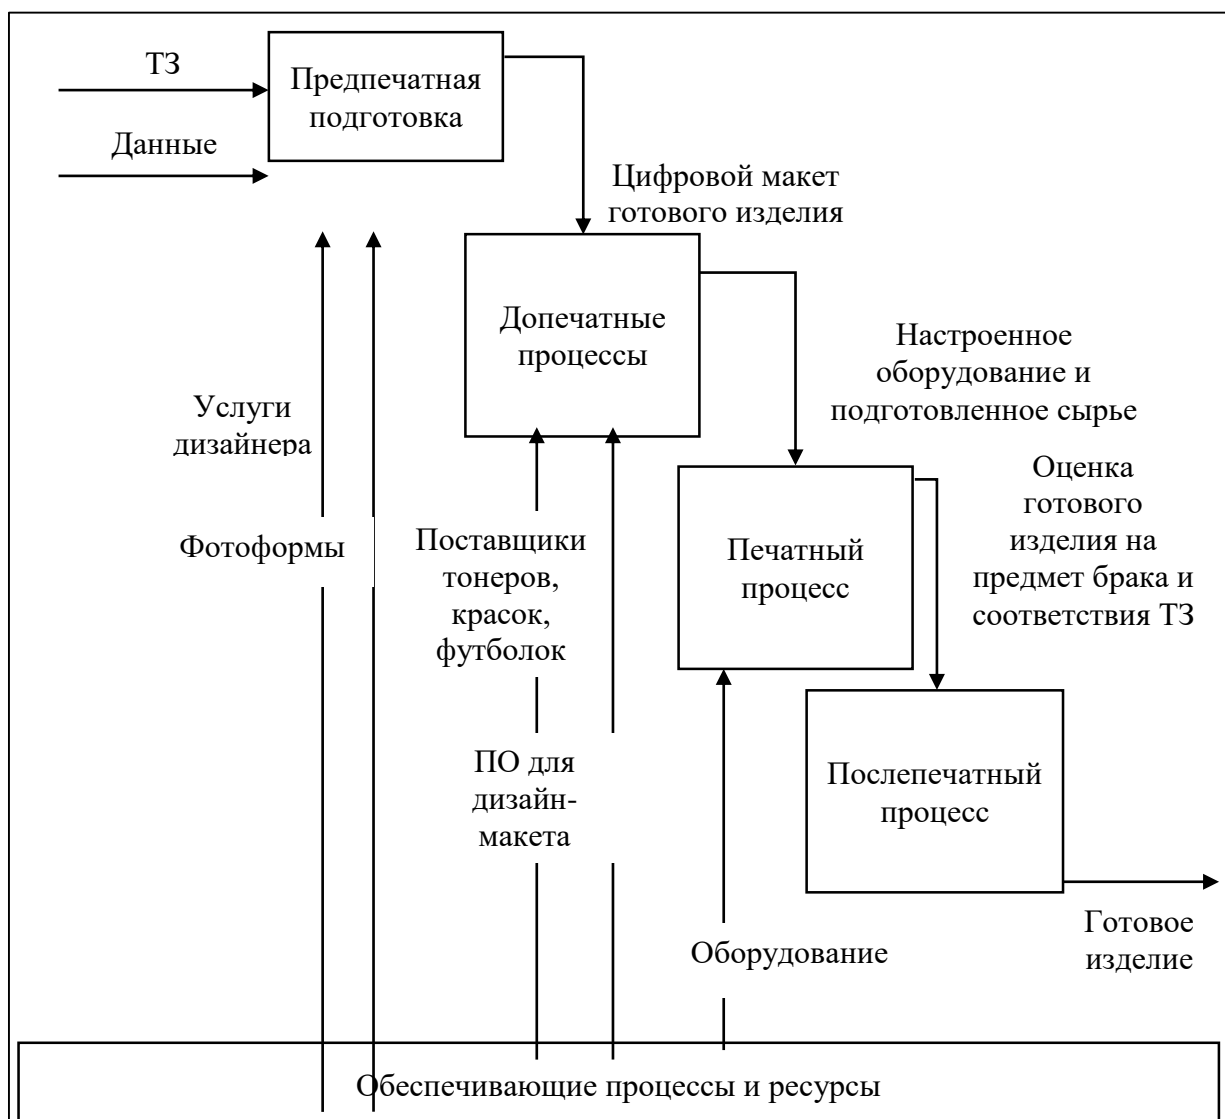 ТЗ
Предпечатная
подготовка
Данные
Цифровой макет
готового изделия
Допечатные
процессы
Настроенное
оборудование и
подготовленное сырье
Услуги
дизайнера
Оценка
готового
изделия на
предмет брака и
соответствия ТЗ
Фотоформы
Поставщики
тонеров,
красок,
футболок
Печатный
процесс
ПО для
дизайн-
макета
Послепечатный
процесс
Оборудование
Готовое
изделие
Обеспечивающие процессы и ресурсы